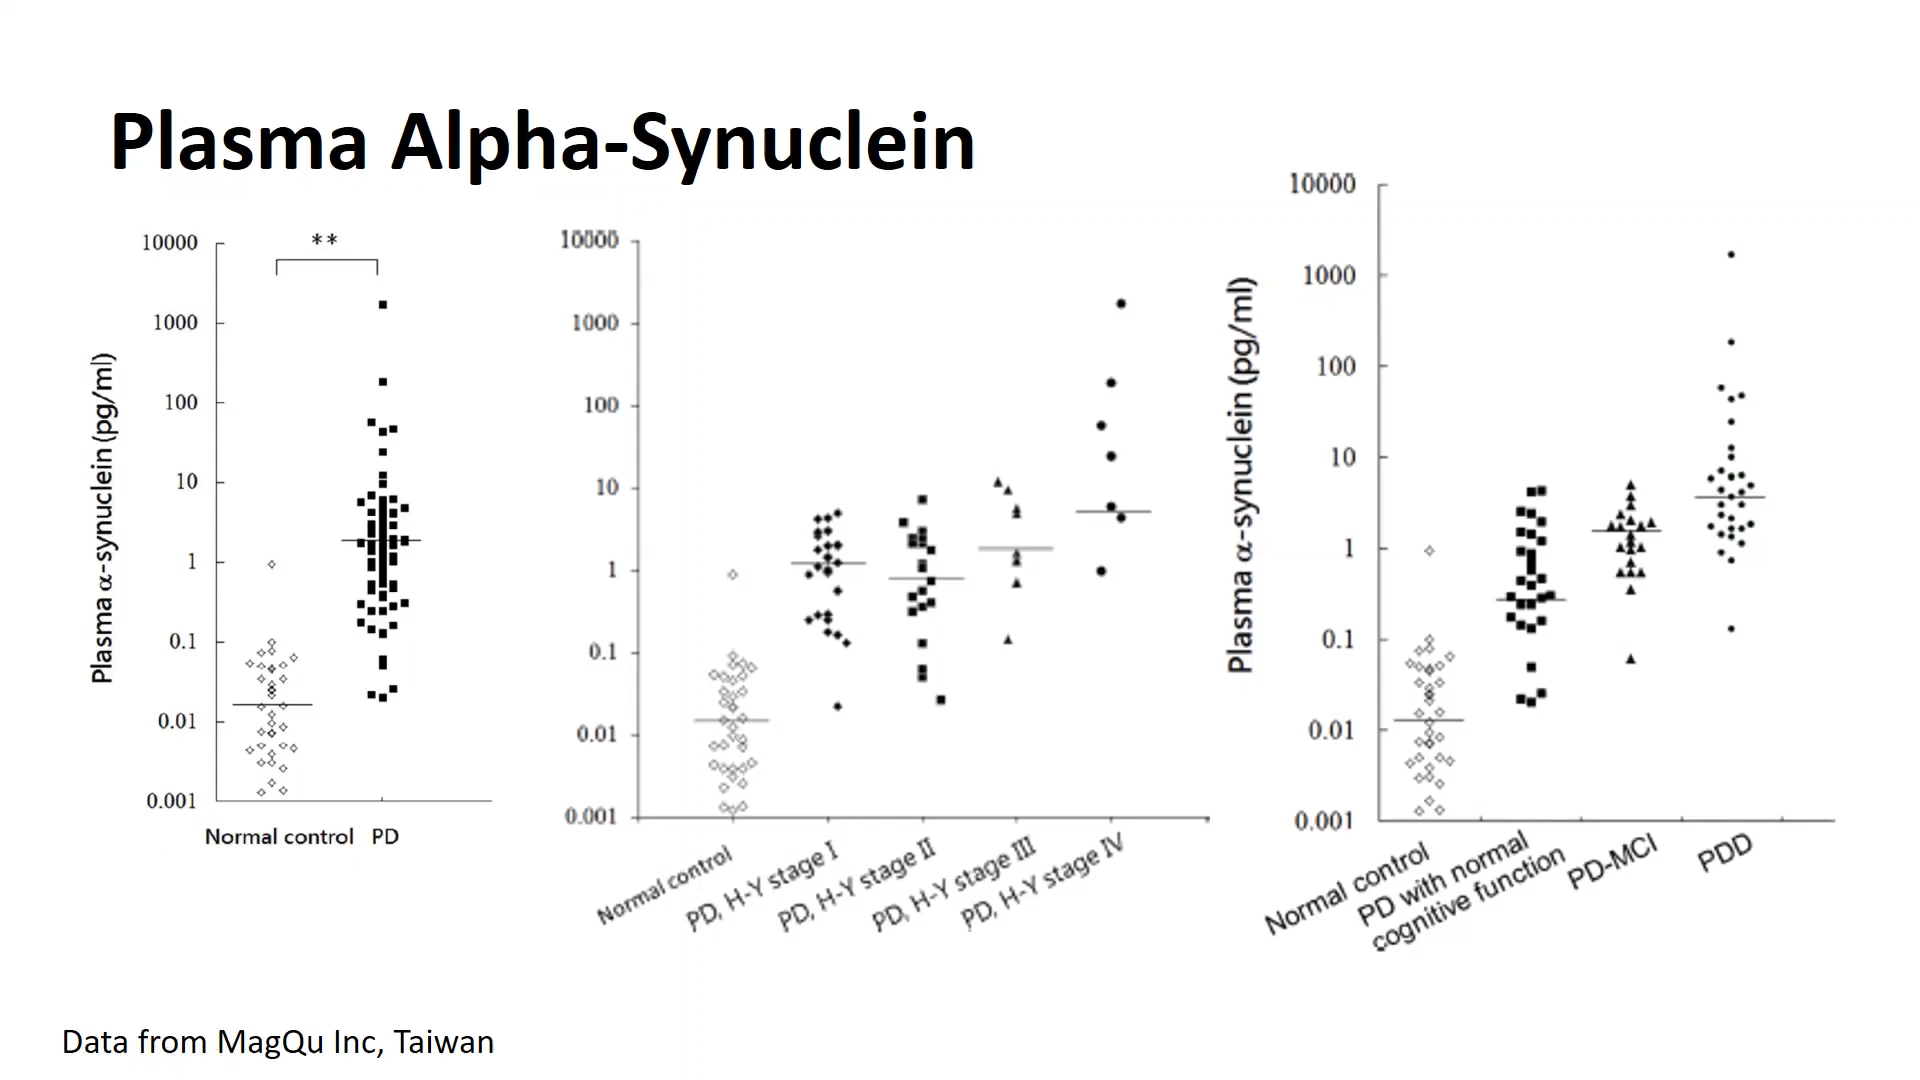 Plasma Alpha-Synuclein
Plasma α-synuclein (pg/ml)
10000
1000
100
10
1
0.1
0.01
0.001
**
Normal control
PD
10000
1000
100
10
1
0.1
0.01
0.001
Normal control
PD, H-Y stage I
PD, H-Y stage II
PD, H-Y stage III
PD, H-Y stage IV
Plasma α-synuclein (pg/ml)
10000
1000
100
10
1
0.1
0.01
0.001
Normal control
PD with normal
cognitive function
PD-MCI
PDD
Data from MagQu Inc, Taiwan